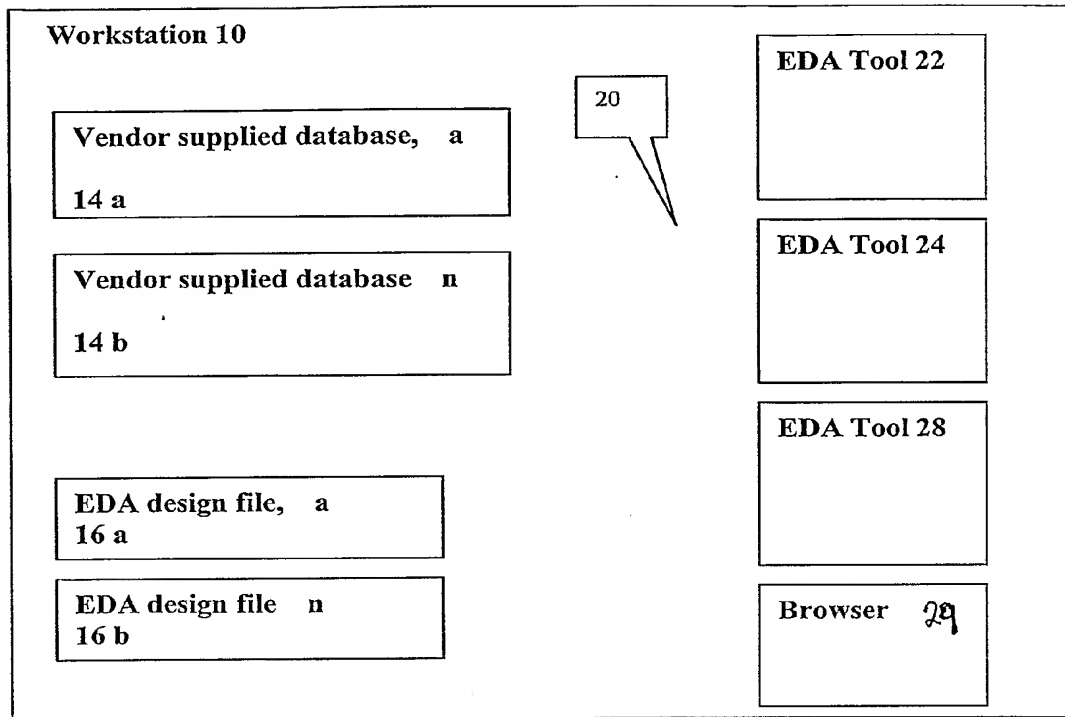 Workstation 10
Vendor supplied database, a
14 a
Vendor supplied database n
14 b
EDA design file, a
16 a
EDA design file n
16 b
20
EDA Tool 22
EDA Tool 24
EDA Tool 28
Browser 29